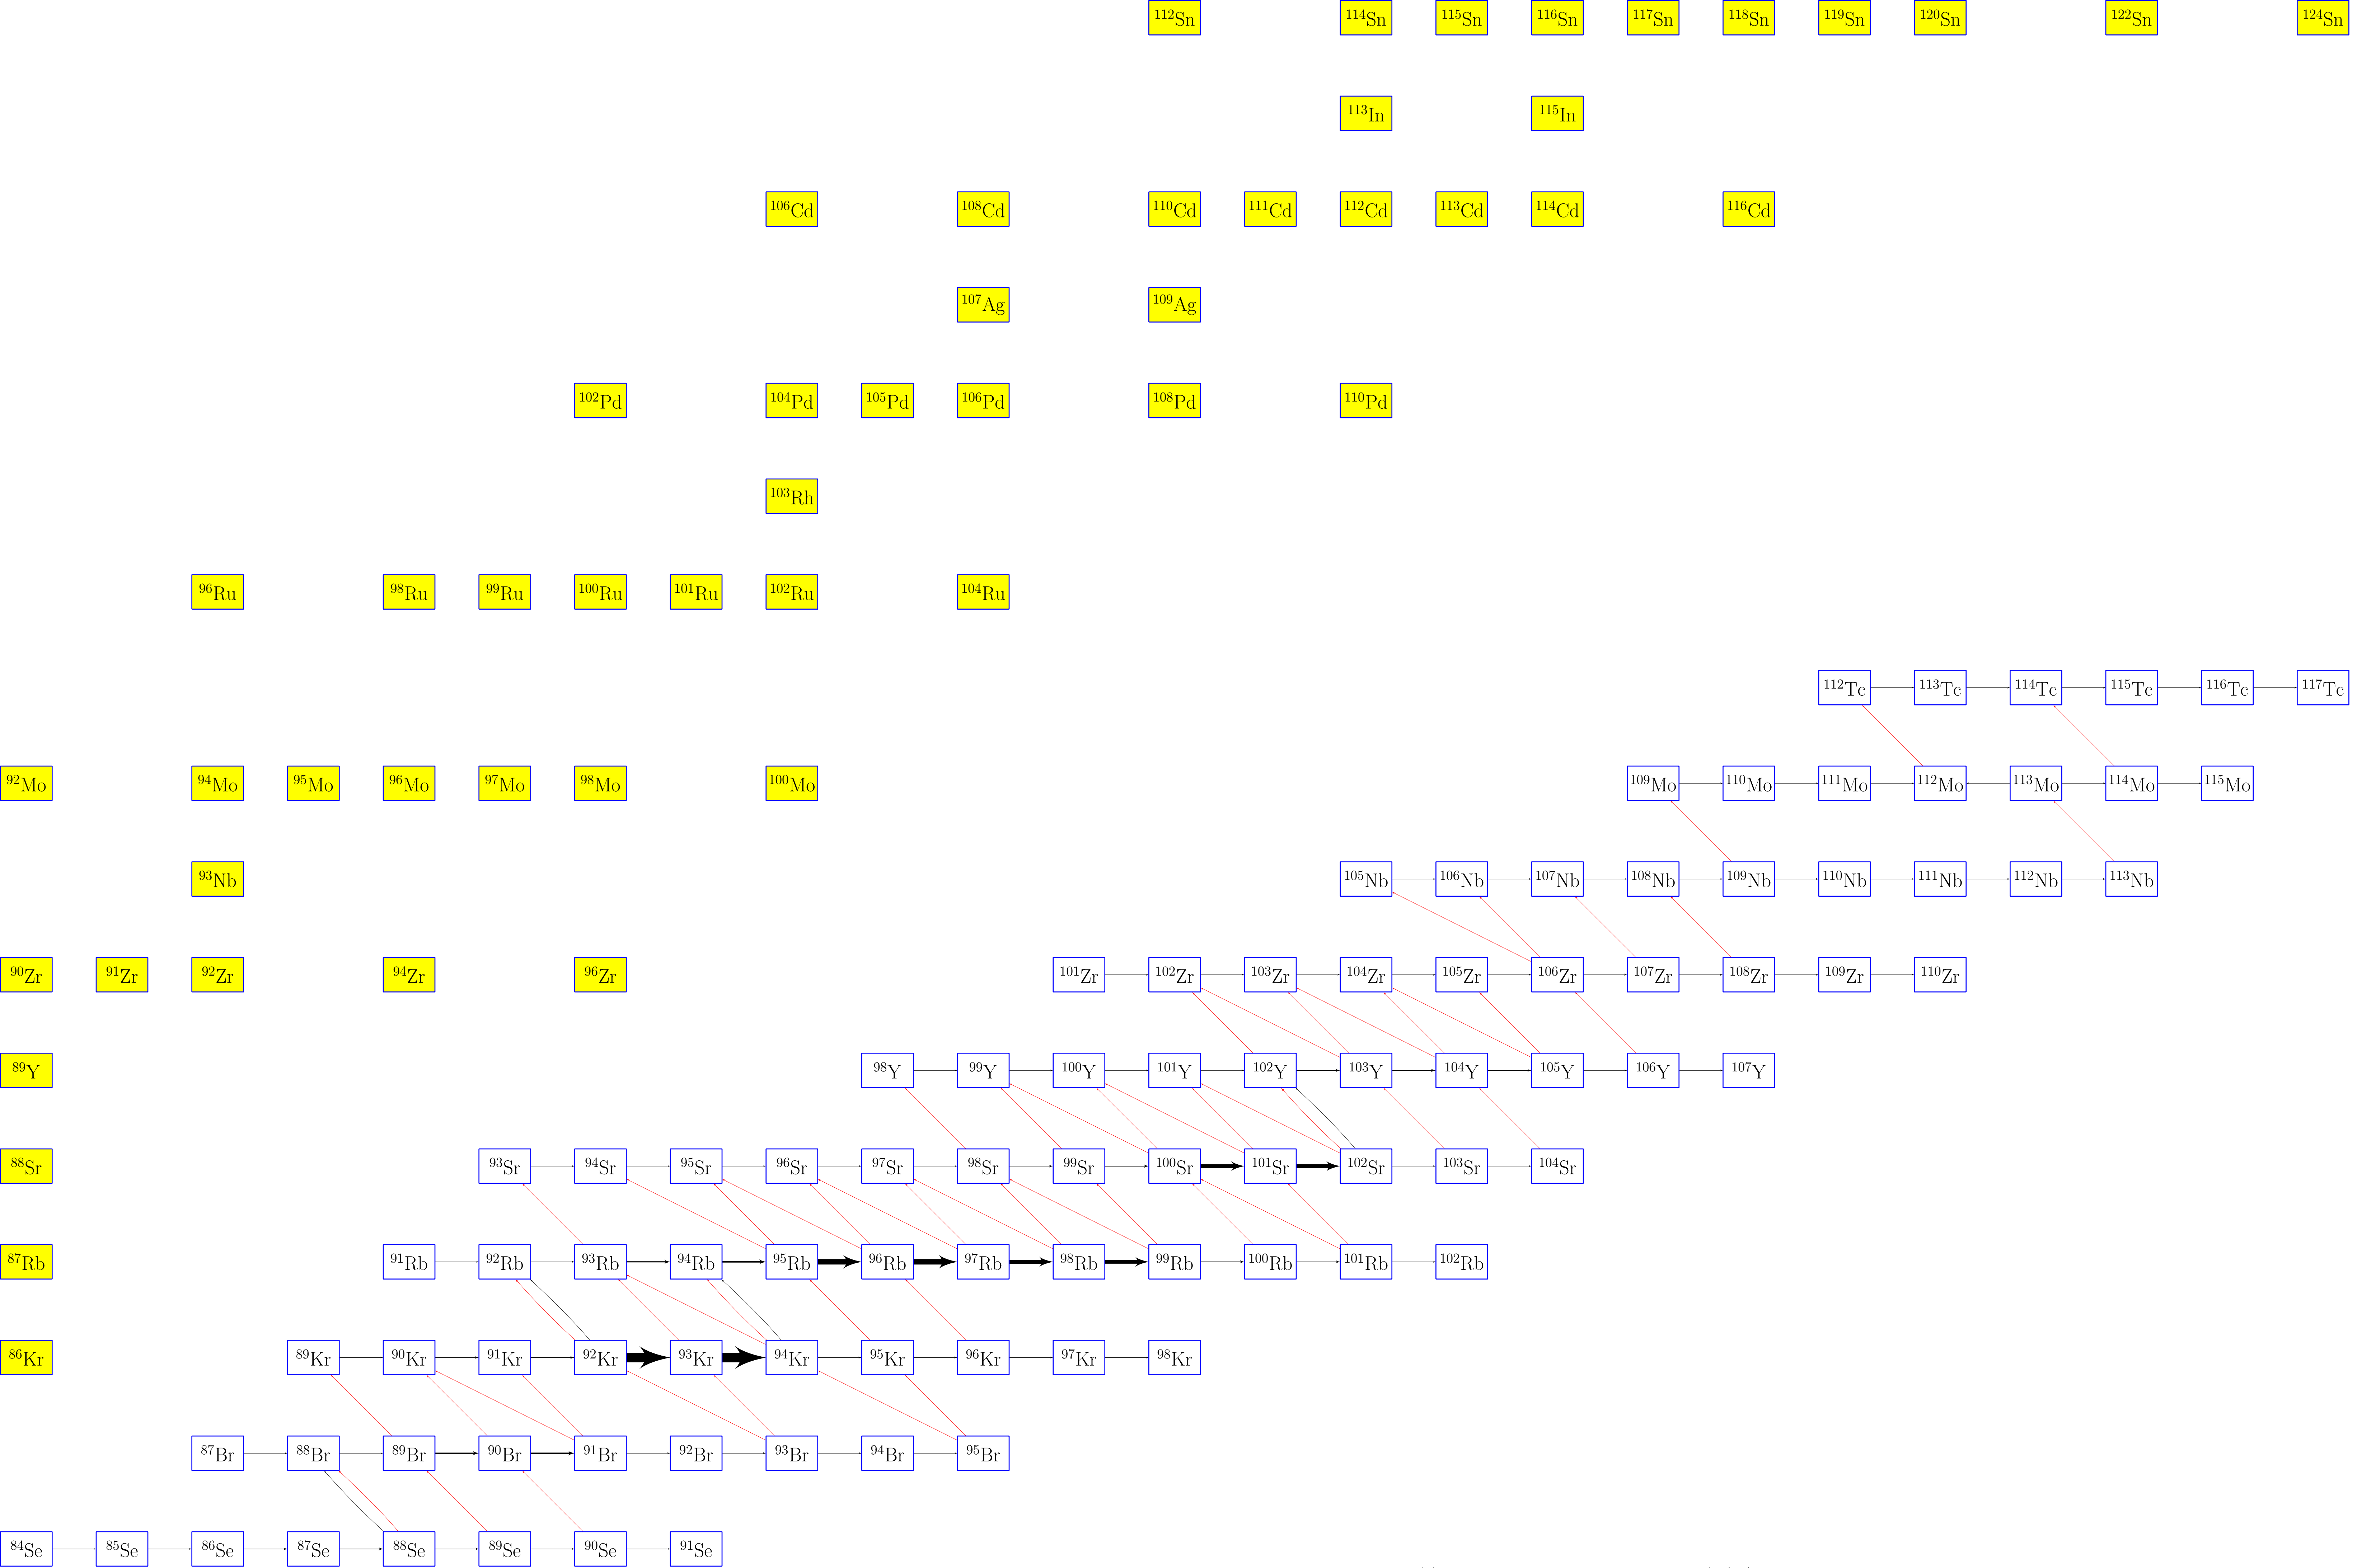 ¹¹²Sn ¹¹⁴Sn ¹¹⁵Sn ¹¹⁶Sn ¹¹⁷Sn ¹¹⁸Sn ¹¹⁹Sn ¹²⁰Sn ¹²²Sn ¹²⁴Sn
¹¹³In ¹¹⁵In
¹⁰⁶Cd ¹⁰⁸Cd ¹¹⁰Cd ¹¹¹Cd ¹¹²Cd ¹¹³Cd ¹¹⁴Cd ¹¹⁶Cd
¹⁰⁷Ag ¹⁰⁹Ag
¹⁰²Pd ¹⁰⁴Pd ¹⁰⁵Pd ¹⁰⁶Pd ¹⁰⁸Pd ¹¹⁰Pd
¹⁰³Rh
⁹⁶Ru ⁹⁸Ru ⁹⁹Ru ¹⁰⁰Ru ¹⁰¹Ru ¹⁰²Ru ¹⁰⁴Ru
¹¹²Tc ¹¹³Tc ¹¹⁴Tc ¹¹⁵Tc ¹¹⁶Tc ¹¹⁷Tc
⁹²Mo ⁹⁴Mo ⁹⁵Mo ⁹⁶Mo ⁹⁷Mo ⁹⁸Mo ¹⁰⁰Mo ¹⁰⁹Mo ¹¹⁰Mo ¹¹¹Mo ¹¹²Mo ¹¹³Mo ¹¹⁴Mo ¹¹⁵Mo
⁹³Nb ¹⁰⁵Nb ¹⁰⁶Nb ¹⁰⁷Nb ¹⁰⁸Nb ¹⁰⁹Nb ¹¹⁰Nb ¹¹¹Nb ¹¹²Nb ¹¹³Nb
⁹⁰Zr ⁹¹Zr ⁹²Zr ⁹⁴Zr ⁹⁶Zr ¹⁰¹Zr ¹⁰²Zr ¹⁰³Zr ¹⁰⁴Zr ¹⁰⁵Zr ¹⁰⁶Zr ¹⁰⁷Zr ¹⁰⁸Zr ¹⁰⁹Zr ¹¹⁰Zr
⁸⁹Y ⁹⁸Y ⁹⁹Y ¹⁰⁰Y ¹⁰¹Y ¹⁰²Y ¹⁰³Y ¹⁰⁴Y ¹⁰⁵Y ¹⁰⁶Y ¹⁰⁷Y
⁸⁸Sr ⁹³Sr ⁹⁴Sr ⁹⁵Sr ⁹⁶Sr ⁹⁷Sr ⁹⁸Sr ⁹⁹Sr ¹⁰⁰Sr ¹⁰¹Sr ¹⁰²Sr ¹⁰³Sr ¹⁰⁴Sr
⁸⁷Rb ⁹¹Rb ⁹²Rb ⁹³Rb ⁹⁴Rb ⁹⁵Rb ⁹⁶Rb ⁹⁷Rb ⁹⁸Rb ⁹⁹Rb ¹⁰⁰Rb ¹⁰¹Rb ¹⁰²Rb
⁸⁶Kr ⁸⁹Kr ⁹⁰Kr ⁹¹Kr ⁹²Kr ⁹³Kr ⁹⁴Kr ⁹⁵Kr ⁹⁶Kr ⁹⁷Kr ⁹⁸Kr
⁸⁷Br ⁸⁸Br ⁸⁹Br ⁹⁰Br ⁹¹Br ⁹²Br ⁹³Br ⁹⁴Br ⁹⁵Br
⁸⁴Se ⁸⁵Se ⁸⁶Se ⁸⁷Se ⁸⁸Se ⁸⁹Se ⁹⁰Se ⁹¹Se